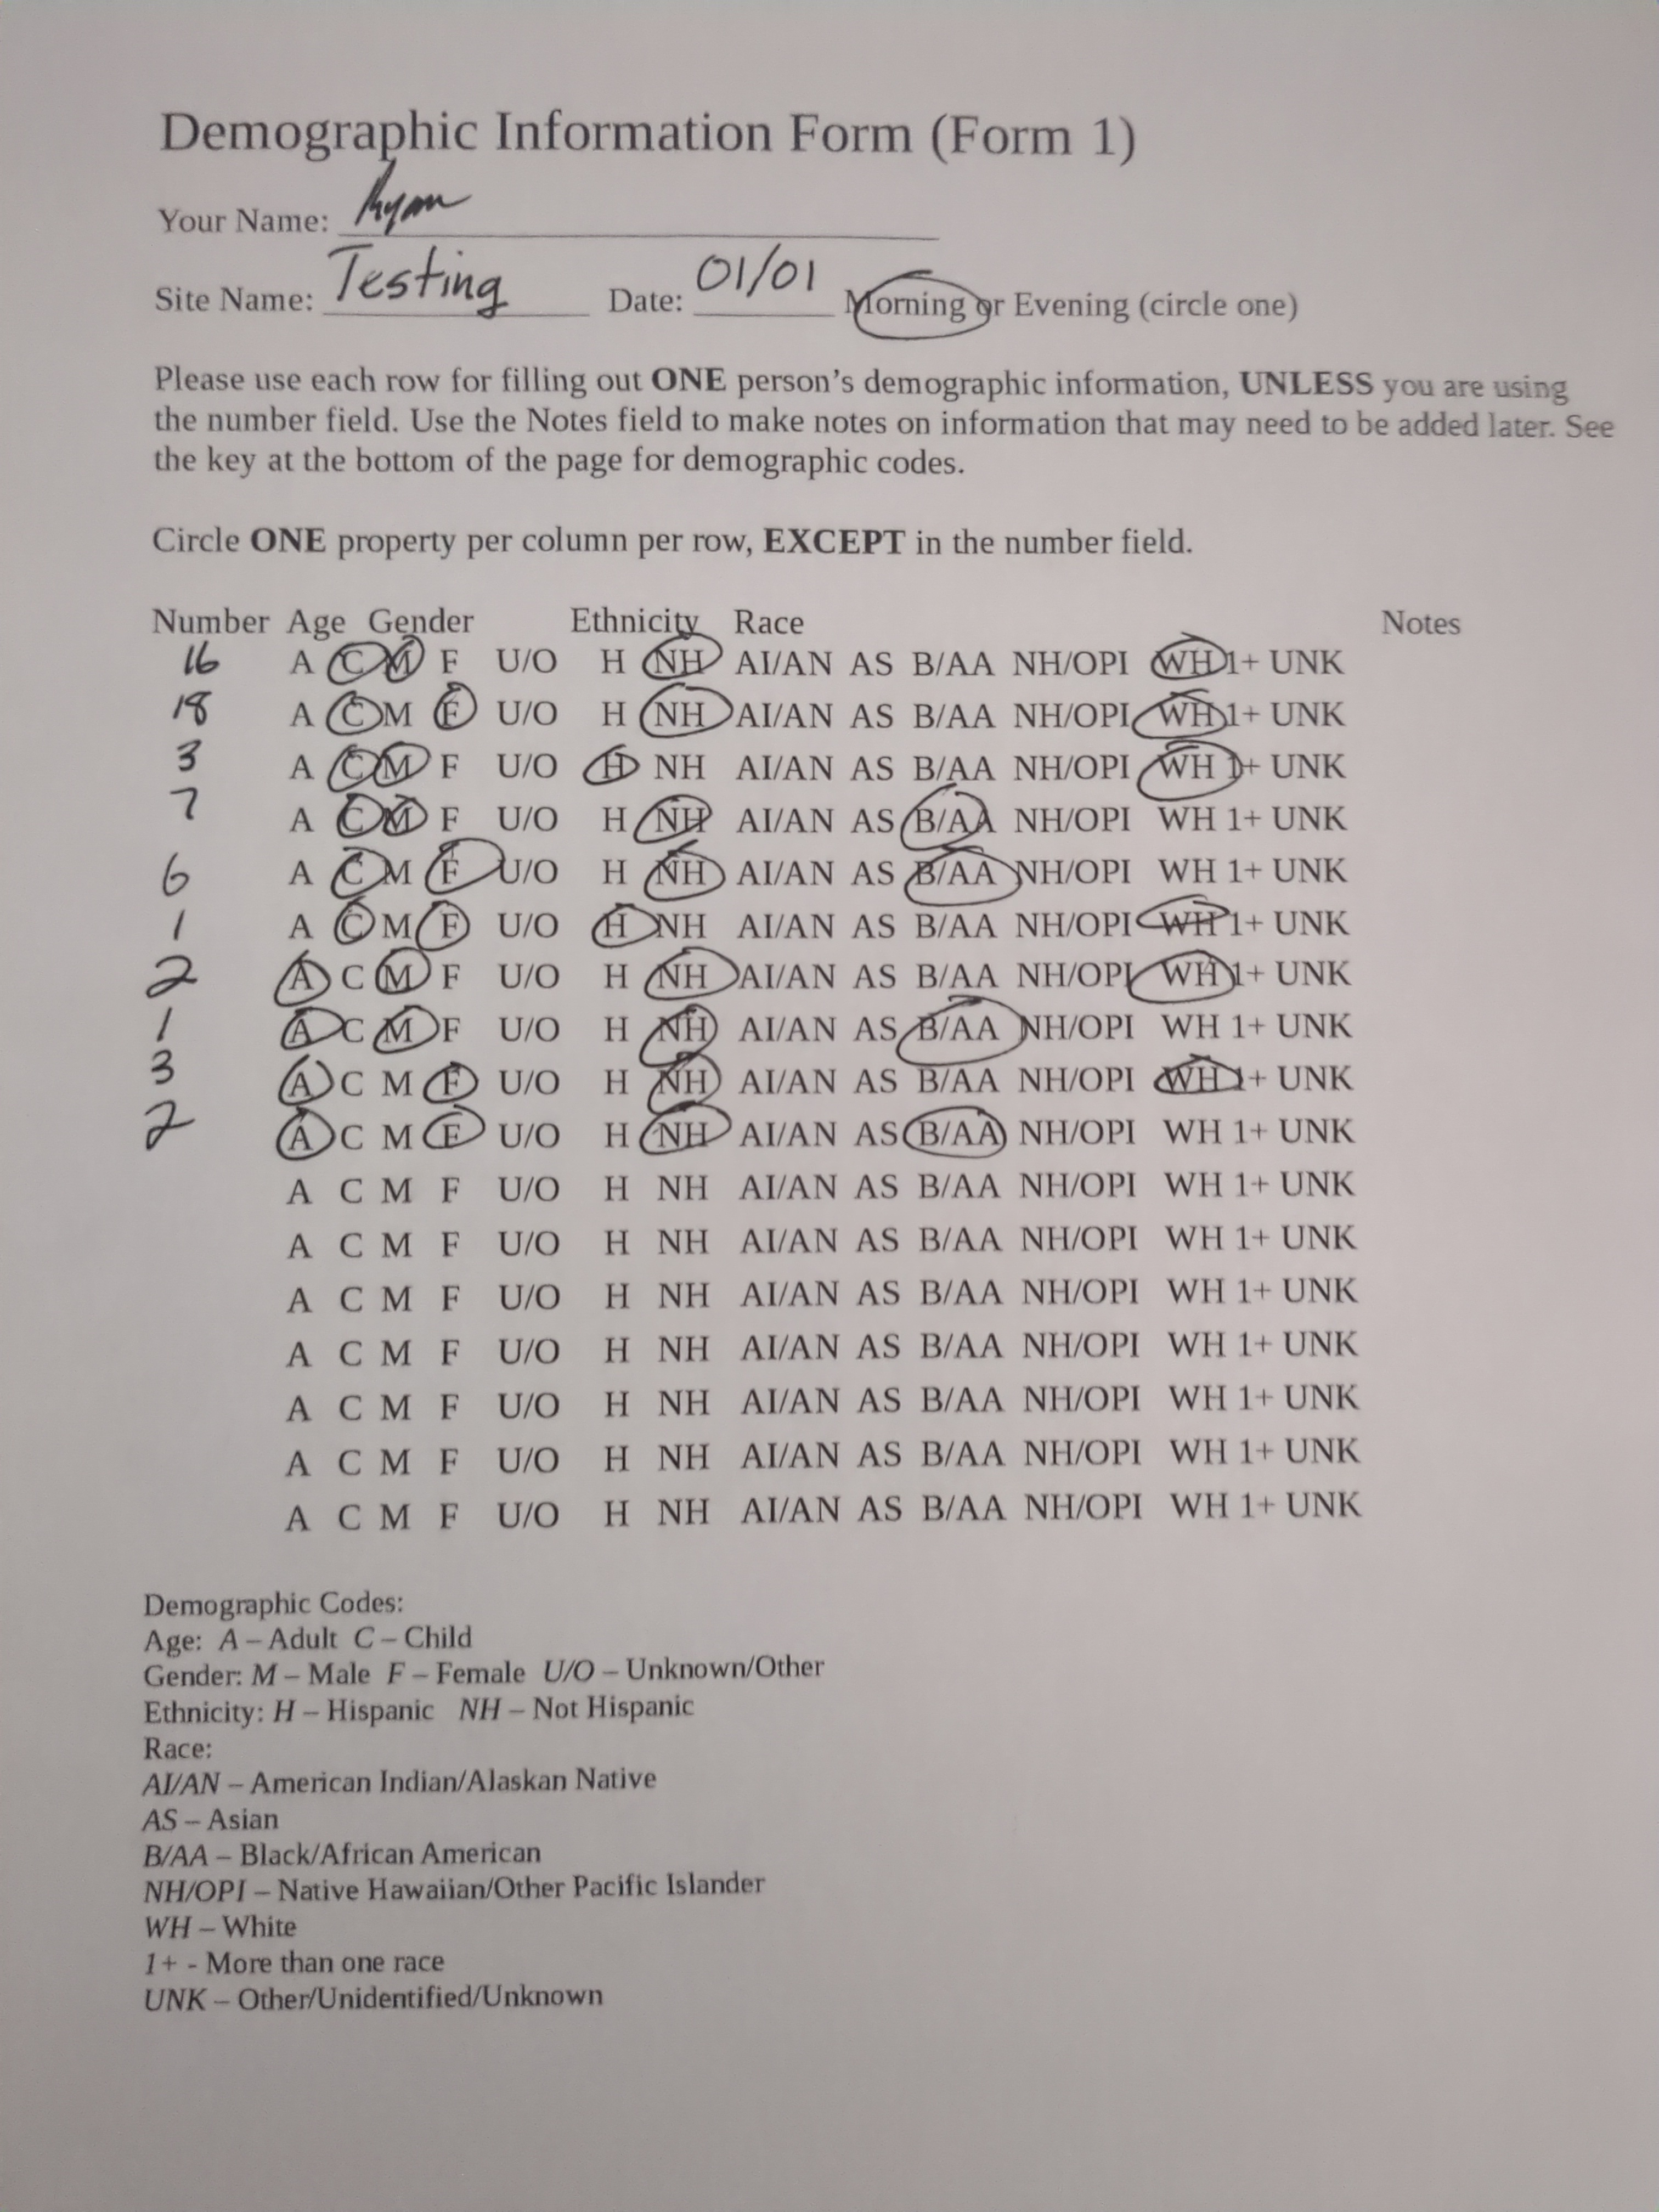 Demographic Information Form (Form 1)
Your Name: Ryan
Site Name: Testing Date: 01/01 Morning or Evening (circle one)
Please use each row for filling out ONE person’s demographic information, UNLESS you are using
the number field. Use the Notes field to make notes on information that may need to be added later. See
the key at the bottom of the page for demographic codes.
Circle ONE property per column per row, EXCEPT in the number field.
Number Age Gender Ethnicity Race Notes
16 A C M F U/O H NH AI/AN AS B/AA NH/OPI WH 1+ UNK
18 A C M F U/O H NH AI/AN AS B/AA NH/OPI WH 1+ UNK
3 A C M F U/O H NH AI/AN AS B/AA NH/OPI WH 1+ UNK
7 A C M F U/O H NH AI/AN AS B/AA NH/OPI WH 1+ UNK
6 A C M F U/O H NH AI/AN AS B/AA NH/OPI WH 1+ UNK
1 A C M F U/O H NH AI/AN AS B/AA NH/OPI WH 1+ UNK
2 A C M F U/O H NH AI/AN AS B/AA NH/OPI WH 1+ UNK
1 A C M F U/O H NH AI/AN AS B/AA NH/OPI WH 1+ UNK
3 A C M F U/O H NH AI/AN AS B/AA NH/OPI WH 1+ UNK
2 A C M F U/O H NH AI/AN AS B/AA NH/OPI WH 1+ UNK
A C M F U/O H NH AI/AN AS B/AA NH/OPI WH 1+ UNK
A C M F U/O H NH AI/AN AS B/AA NH/OPI WH 1+ UNK
A C M F U/O H NH AI/AN AS B/AA NH/OPI WH 1+ UNK
A C M F U/O H NH AI/AN AS B/AA NH/OPI WH 1+ UNK
A C M F U/O H NH AI/AN AS B/AA NH/OPI WH 1+ UNK
A C M F U/O H NH AI/AN AS B/AA NH/OPI WH 1+ UNK
A C M F U/O H NH AI/AN AS B/AA NH/OPI WH 1+ UNK
Demographic Codes:
Age: A – Adult C – Child
Gender: M – Male F – Female U/O – Unknown/Other
Ethnicity: H – Hispanic NH – Not Hispanic
Race:
AI/AN – American Indian/Alaskan Native
AS – Asian
B/AA – Black/African American
NH/OPI – Native Hawaiian/Other Pacific Islander
WH – White
1+ - More than one race
UNK – Other/Unidentified/Unknown